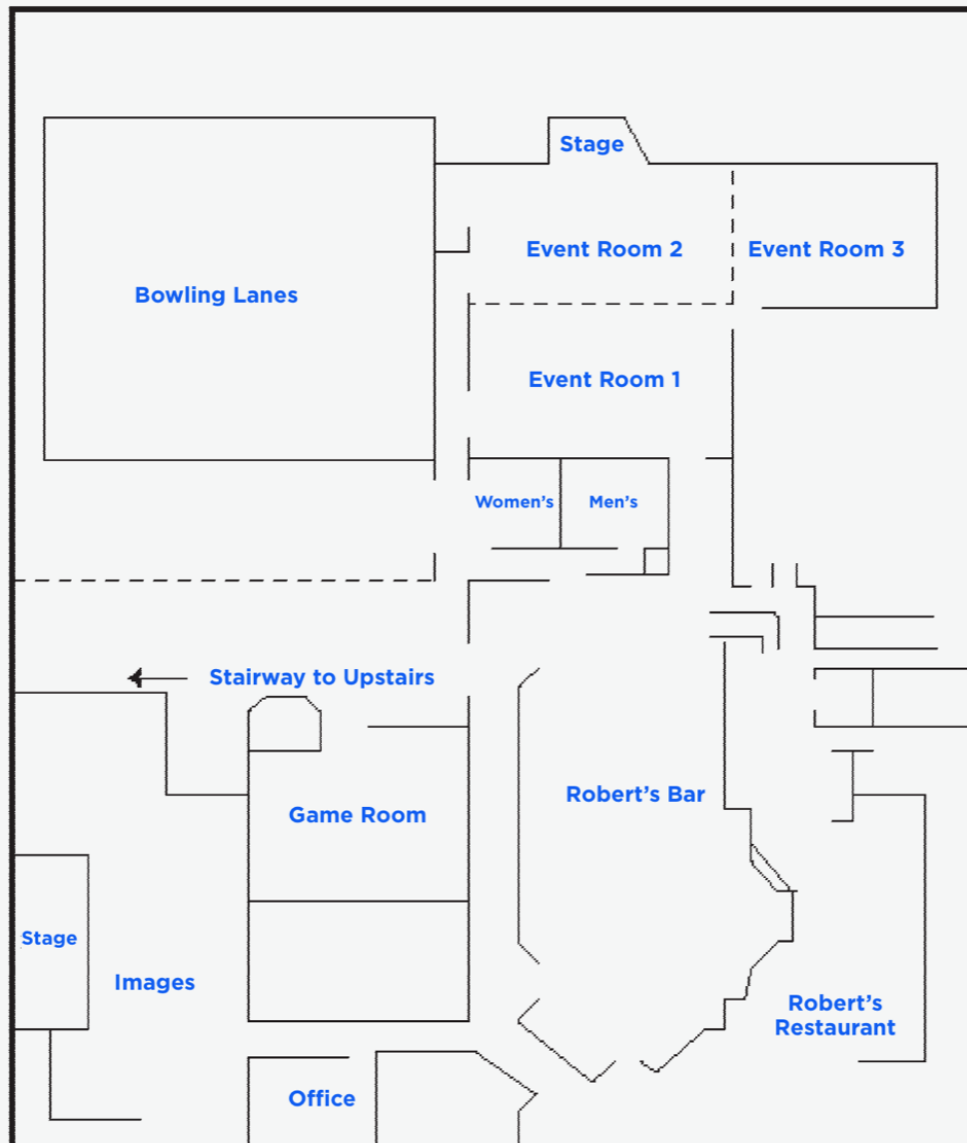 Stage
Event Room 2
Event Room 3
Bowling Lanes
Event Room 1
Women's
Men's
Stairway to Upstairs
Robert's Bar
Game Room
Stage
Images
Robert's
Restaurant
Office